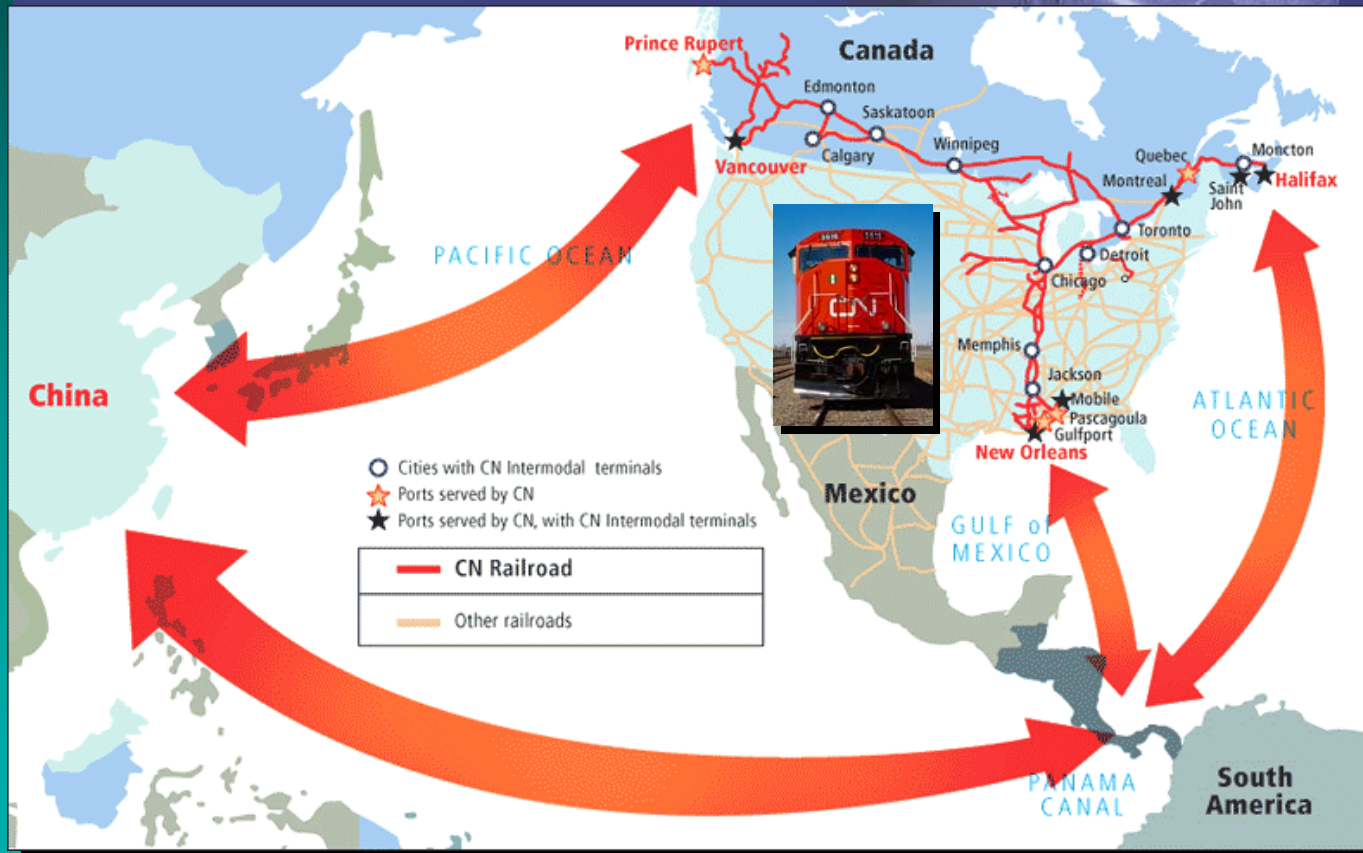 Prince Rupert
Canada
Edmonton
Saskatoon
Vancouver
Calgary
Winnipeg
Quebec
Moncton
Montreal
Saint
John
Halifax
Toronto
Detroit
Chicago
PACIFIC OCEAN
CN
China
Memphis
Jackson
Mobile
Pascagoula
Gulfport
New Orleans
ATLANTIC
OCEAN
Cities with CN Intermodal terminals
Ports served by CN
Ports served by CN, with CN Intermodal terminals
CN Railroad
Other railroads
Mexico
GULF of
MEXICO
PANAMA
CANAL
South
America